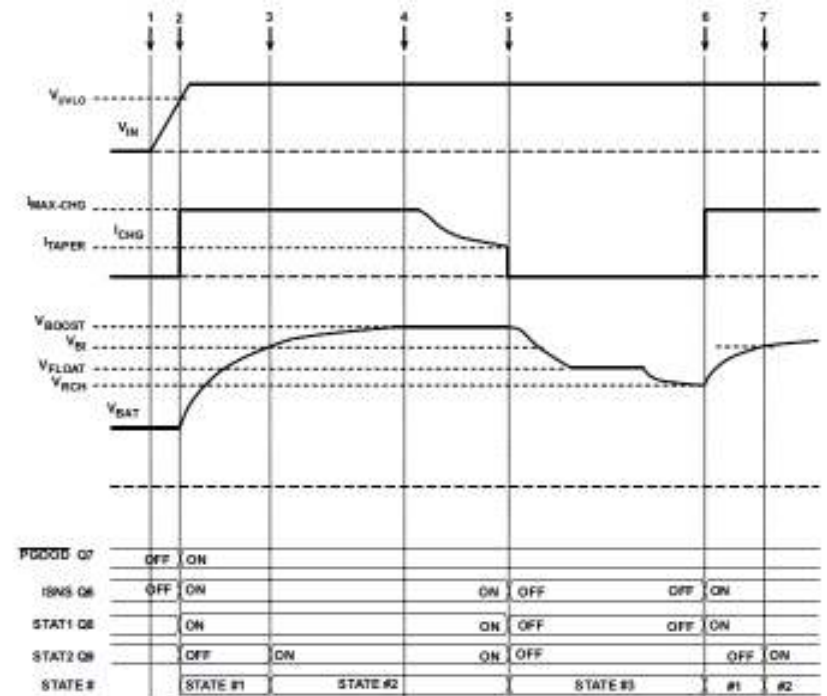 1 2 3 4 5 6 7
VUVLO
VIN
IMAX-CHG
ICHG
ITAPER
VBOOST
VBI
VFLOAT
VRCH
VBAT
PGOOD Q7 OFF ON
ISNS Q6 OFF ON ON OFF OFF ON
STAT1 Q8 ON ON OFF OFF ON
STAT2 Q9 OFF ON ON OFF OFF ON
STATE # STATE #1 STATE #2 STATE #3 #1 #2